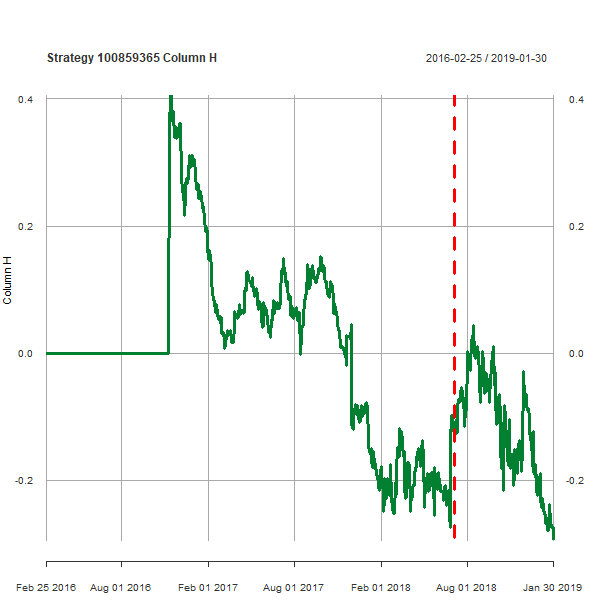 Strategy 100859365 Column H
2016-02-25 / 2019-01-30
0.4
0.4
0.2
0.2
Column H
0.0
0.0
-0.2
-0.2
Feb 25 2016
Aug 01 2016
Feb 01 2017
Aug 01 2017
Feb 01 2018
Aug 01 2018
Jan 30 2019